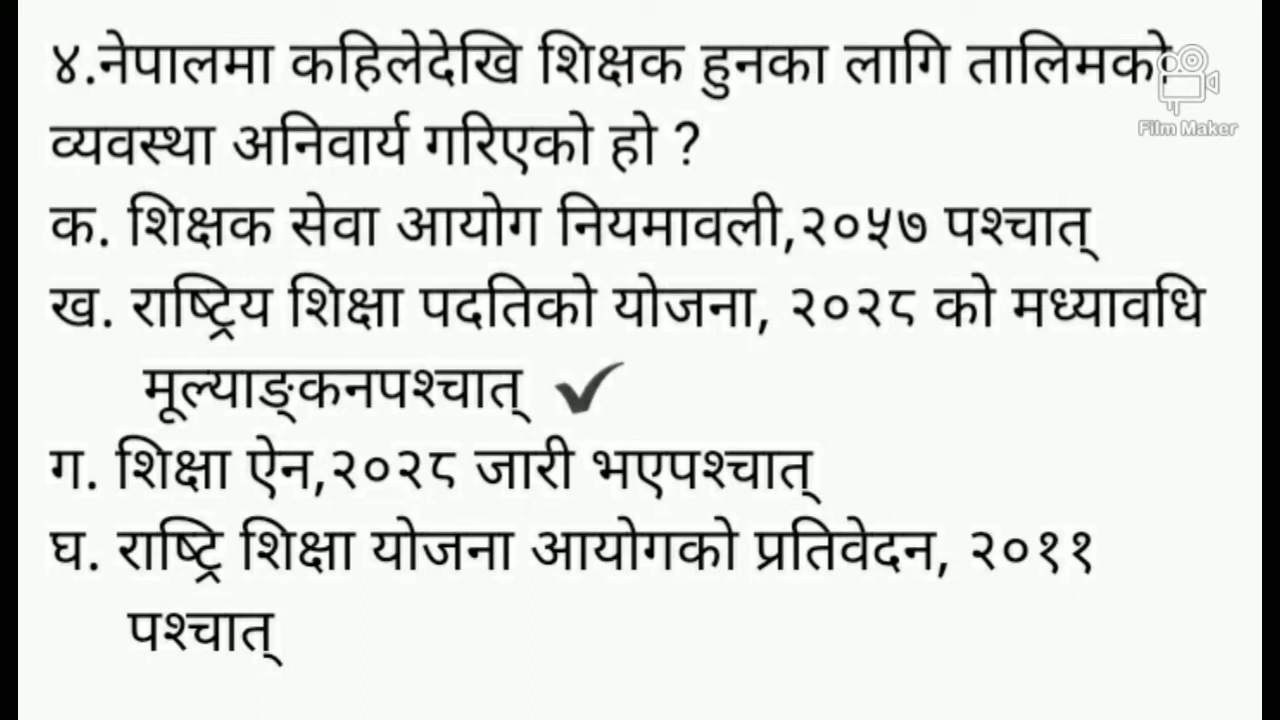 ४.नेपालमा कहिलेदेखि शिक्षक हुनका लागि तालिमको
व्यवस्था अनिवार्य गरिएको हो ?
क. शिक्षक सेवा आयोग नियमावली,२०५७ पश्चात्
ख. राष्ट्रिय शिक्षा पदतिको योजना, २०२८ को मध्यावधि
मूल्याङ्कनपश्चात् ✓
ग. शिक्षा ऐन,२०२८ जारी भएपश्चात्
घ. राष्ट्रि शिक्षा योजना आयोगको प्रतिवेदन, २०११
पश्चात्
Film Maker